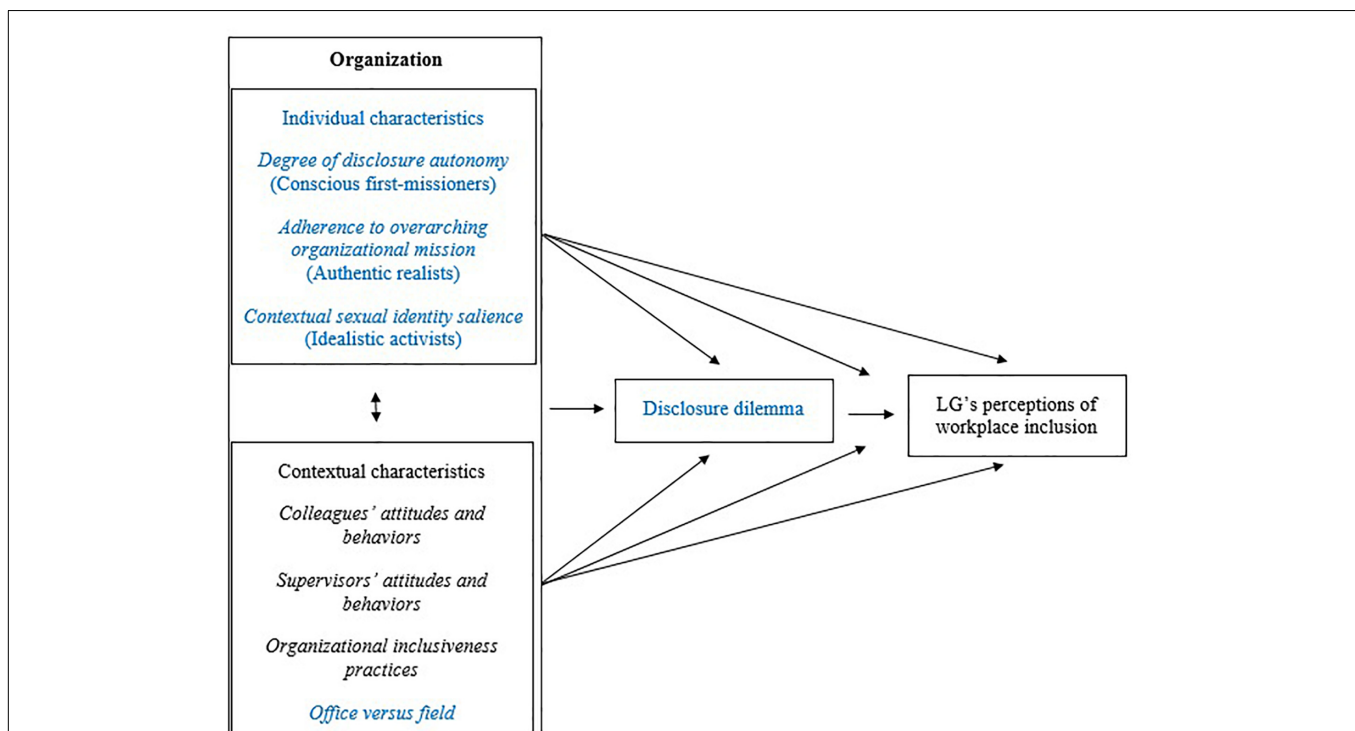 Organization
Individual characteristics
Degree of disclosure autonomy
(Conscious first-missioners)
Adherence to overarching
organizational mission
(Authentic realists)
Contextual sexual identity salience
(Idealistic activists)
Disclosure dilemma
LG’s perceptions of
workplace inclusion
Contextual characteristics
Colleagues’ attitudes and
behaviors
Supervisors’ attitudes and
behaviors
Organizational inclusiveness
practices
Office versus field